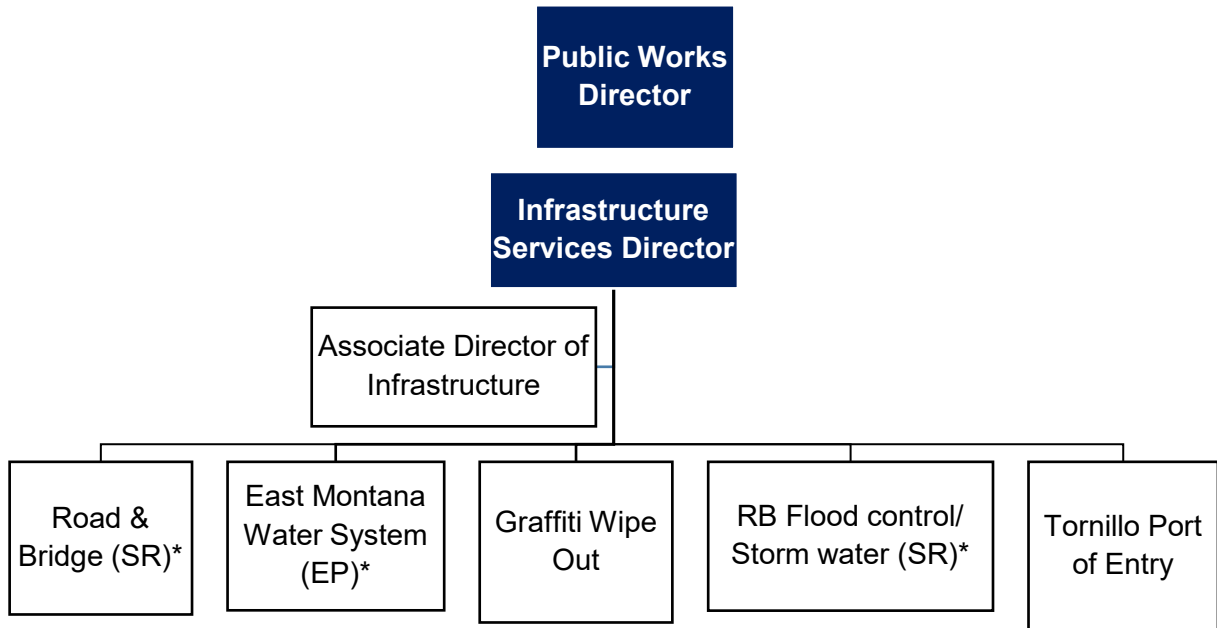 Public Works
Director
Infrastructure
Services Director
Associate Director of
Infrastructure
Road &
Bridge (SR)*
East Montana
Water System
(EP)*
Graffiti Wipe
Out
RB Flood control/
Storm water (SR)*
Tornillo Port
of Entry